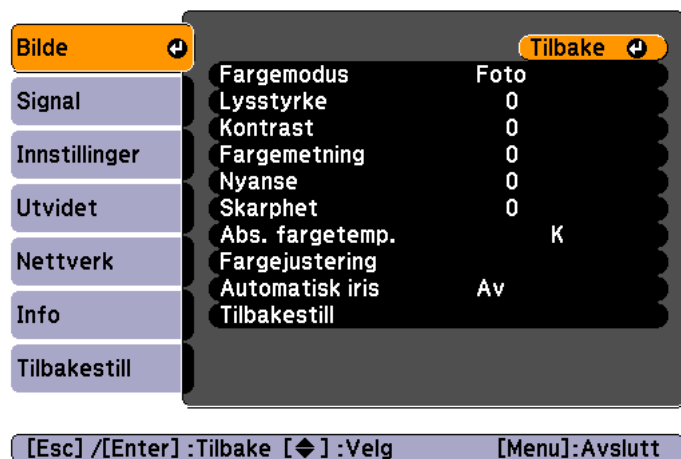 Bilde
Signal
Innstillinger
Utvidet
Nettverk
Info
Tilbakestill
Tilbake
Fargemodus Foto
Lysstyrke 0
Kontrast 0
Fargemetning 0
Nyanse 0
Skarphet 0
Abs. fargetemp. K
Fargejustering
Automatisk iris Av
Tilbakestill
[Esc] /[Enter] :Tilbake [◆] :Velg [Menu]:Avslutt